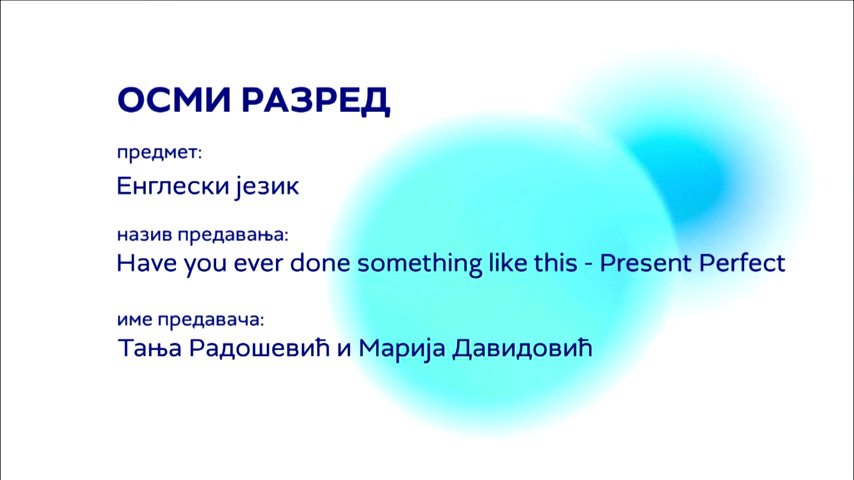 ОСМИ РАЗРЕД
предмет:
Енглески језик
назив предавања:
Have you ever done something like this - Present Perfect
име предавача:
Тања Радошевић и Марија Давидовић